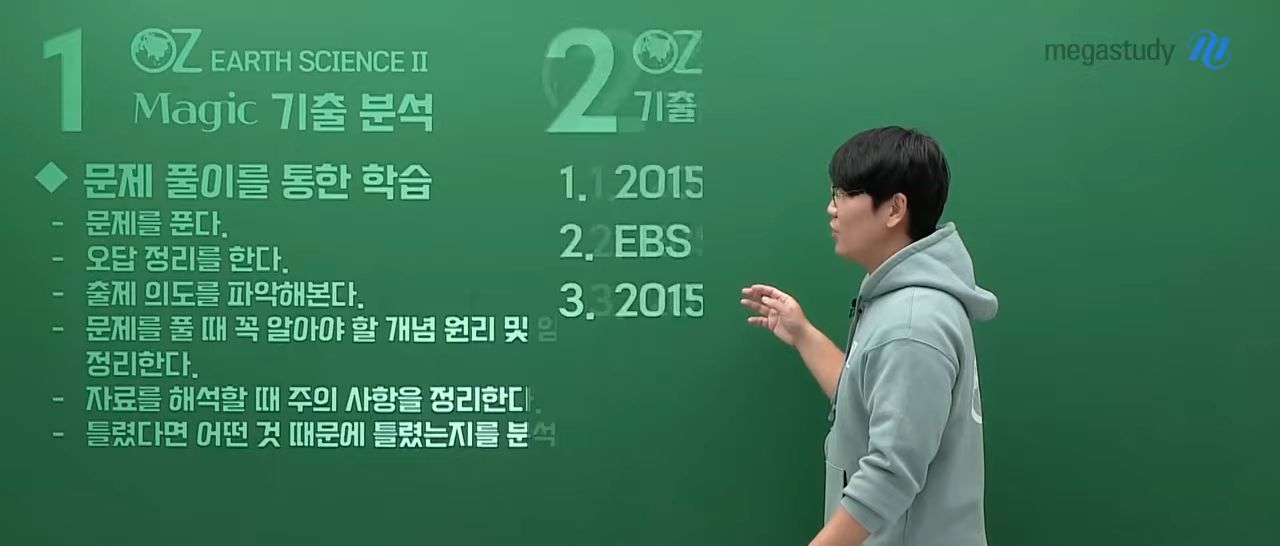 1
OZ EARTH SCIENCE II
Magic 기출 분석
◆ 문제 풀이를 통한 학습
- 문제를 푼다.
- 오답 정리를 한다.
- 출제 의도를 파악해본다.
- 문제를 풀 때 꼭 알아야 할 개념 원리 및
정리한다.
- 자료를 해석할 때 주의 사항을 정리한다.
- 틀렸다면 어떤 것 때문에 틀렸는지를 분석
2
OZ
기출
1. 2015
2. EBS
3. 2015
megastudy m